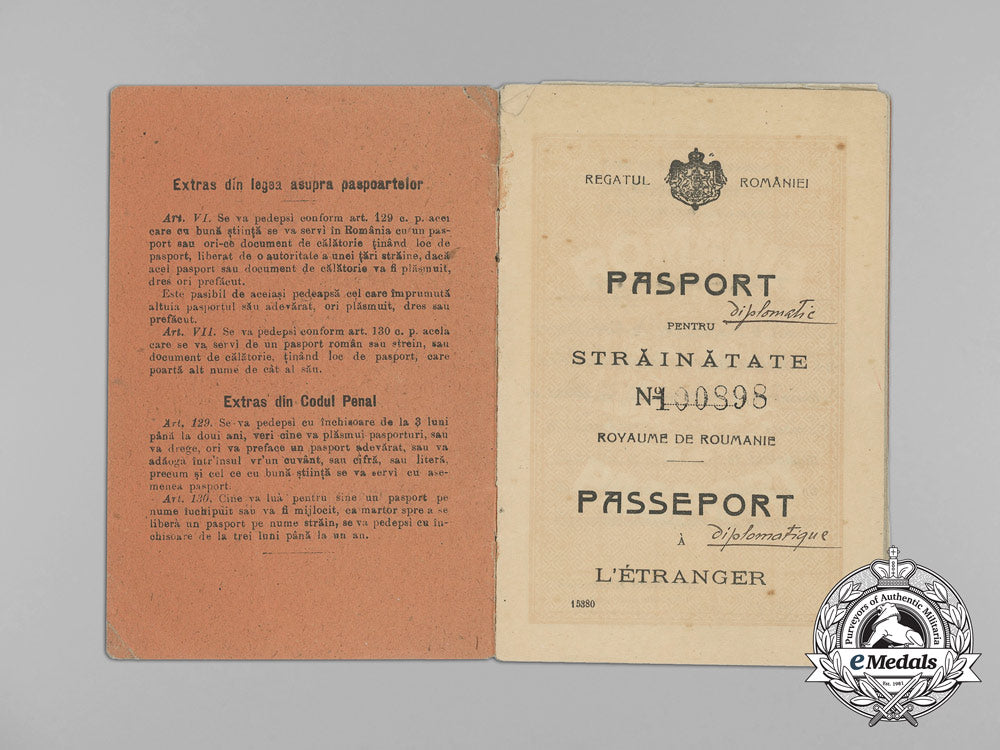 Extras din legea asupra paspoartelor
Art. VI. Se va pedepsi conform art. 129 c. p. acei
care cu bună știință se va servi în România cu un pas-
port sau ori-ce document de călătorie ținând loc de
pasport, liberat de o autoritate a unei țări străine, dacă
acel pasport sau document de călătorie va fi plăsmuit,
dres ori prefăcut.
Este pasibil de aceiași pedeapsă cel care împrumută
altuia pasportul său adevărat, ori plăsmuit, dres sau
prefăcut.
Art. VII. Se va pedepsi conform art. 130 c. p. acela
care se va servi de un pasport român sau strein, sau
document de călătorie, ținând loc de pasport, care
poartă alt nume de cât al său.
Extras din Codul Penal
Art. 129. Se va pedepsi cu închisoare de la 3 luni
până la doui ani, veri cine va plăsmui pasporturi, sau
va drege, ori va preface un pasport adevărat, sau va
adăoga într'însul vr'un cuvânt, sau cifră, sau literă,
precum și cel ce cu bună știință se va servi cu ase-
menea pasport.
Art. 130. Cine va luà pentru sine un pasport pe
nume închipuit sau va fi mijlocit, ca martor spre a se
liberà un pasport pe nume străin, se va pedepsi cu în-
chisoare de la trei luni până la un an.
REGATUL ROMÂNIEI
PASPORT
diplomatic
PENTRU
STRĂINĂTATE
No 100898
ROYAUME DE ROUMANIE
PASSEPORT
diplomatique
À
L'ÉTRANGER
15380
Purveyors of Authentic Militaria
eMedals
Est. 1981